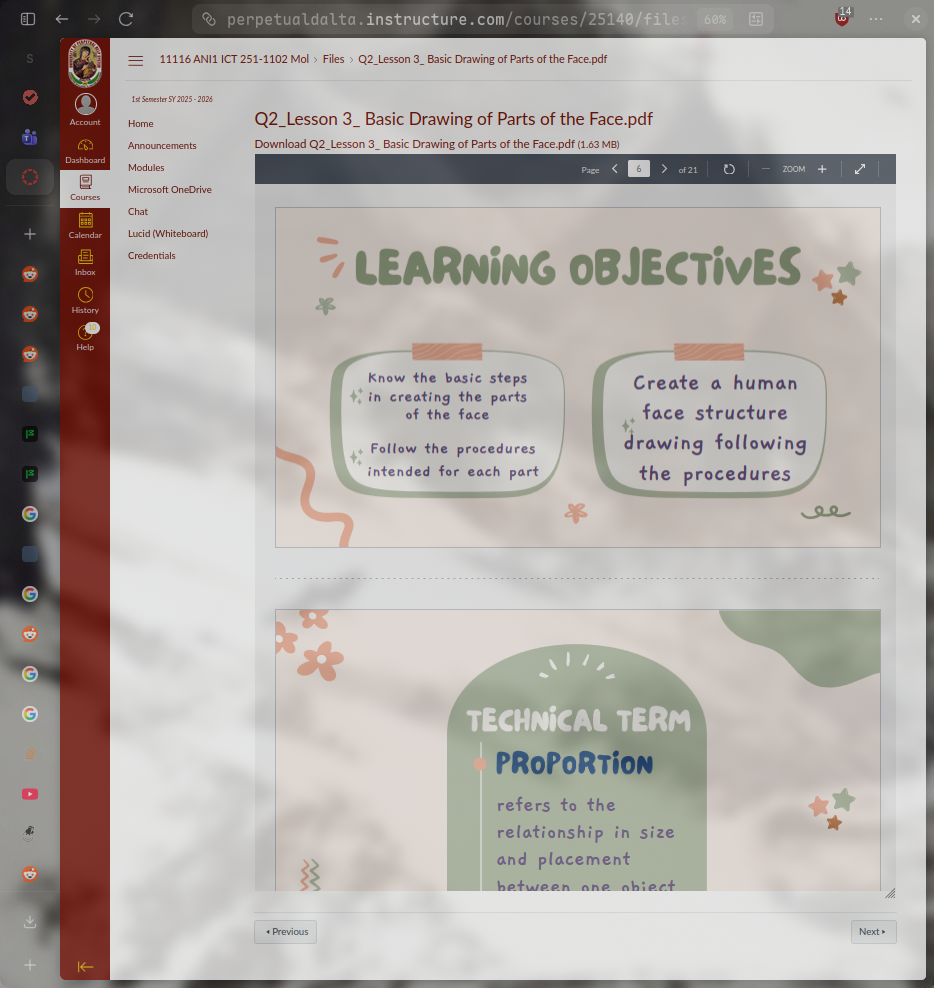 perpetualdalta.instructure.com/courses/25140/files
60%
14
S
11116 ANI1 ICT 251-1102 Mol › Files › Q2_Lesson 3_ Basic Drawing of Parts of the Face.pdf
1st Semester SY 2025 - 2026
Home
Announcements
Modules
Microsoft OneDrive
Chat
Lucid (Whiteboard)
Credentials
Account
Dashboard
Courses
Calendar
Inbox
History
10
Help
Q2_Lesson 3_ Basic Drawing of Parts of the Face.pdf
Download Q2_Lesson 3_ Basic Drawing of Parts of the Face.pdf (1.63 MB)
Page 6 of 21 ZOOM
LEARNING OBJECTIVES
Know the basic steps
in creating the parts
of the face
Follow the procedures
intended for each part
Create a human
face structure
drawing following
the procedures
TECHNICAL TERM
PROPORTION
refers to the
relationship in size
and placement
between one object
Previous
Next